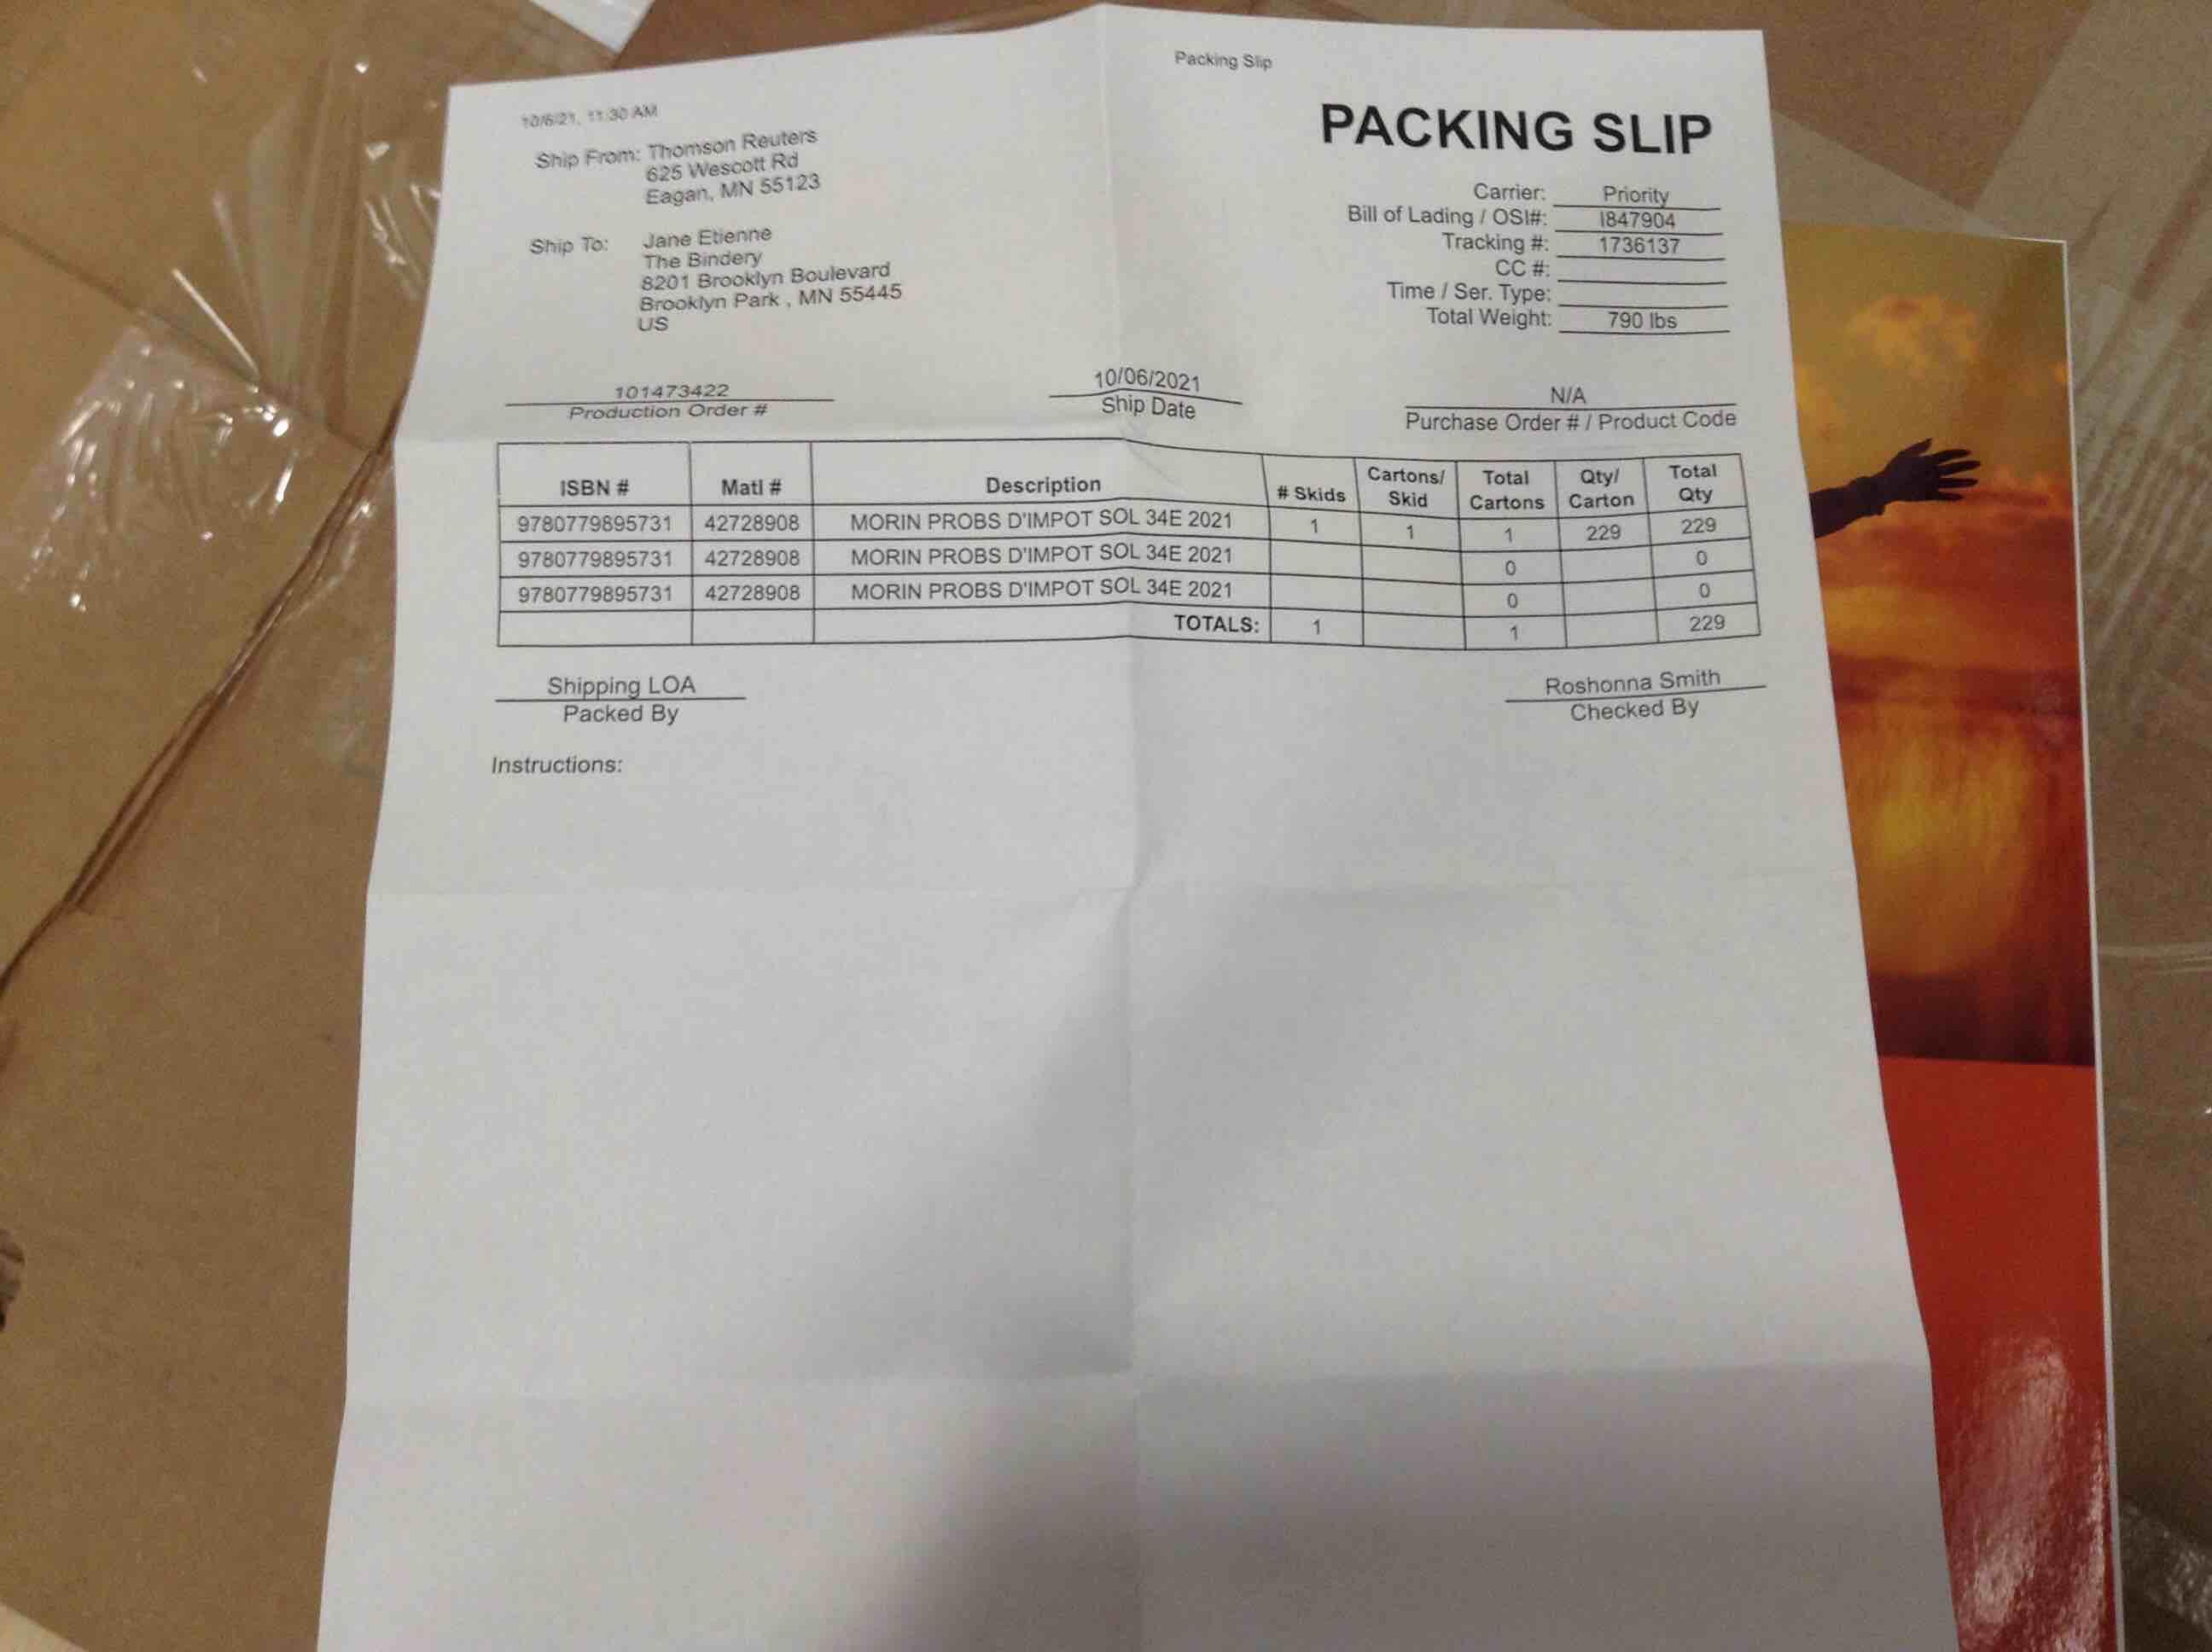 Packing Slip
10/6/21, 11:30 AM
PACKING SLIP
Ship From: Thomson Reuters
625 Wescott Rd
Eagan, MN 55123
Ship To: Jane Etienne
The Bindery
8201 Brooklyn Boulevard
Brooklyn Park , MN 55445
US
Carrier: Priority
Bill of Lading / OSI#: I847904
Tracking #: 1736137
CC #:
Time / Ser. Type:
Total Weight: 790 lbs
101473422
Production Order #
10/06/2021
Ship Date
N/A
Purchase Order # / Product Code
ISBN # Matl # Description # Skids Cartons/ Skid Total Cartons Qty/ Carton Total Qty
9780779895731 42728908 MORIN PROBS D'IMPOT SOL 34E 2021 1 1 1 229 229
9780779895731 42728908 MORIN PROBS D'IMPOT SOL 34E 2021 0 0
9780779895731 42728908 MORIN PROBS D'IMPOT SOL 34E 2021 0 0
TOTALS: 1 1 229
Shipping LOA
Packed By
Roshonna Smith
Checked By
Instructions: